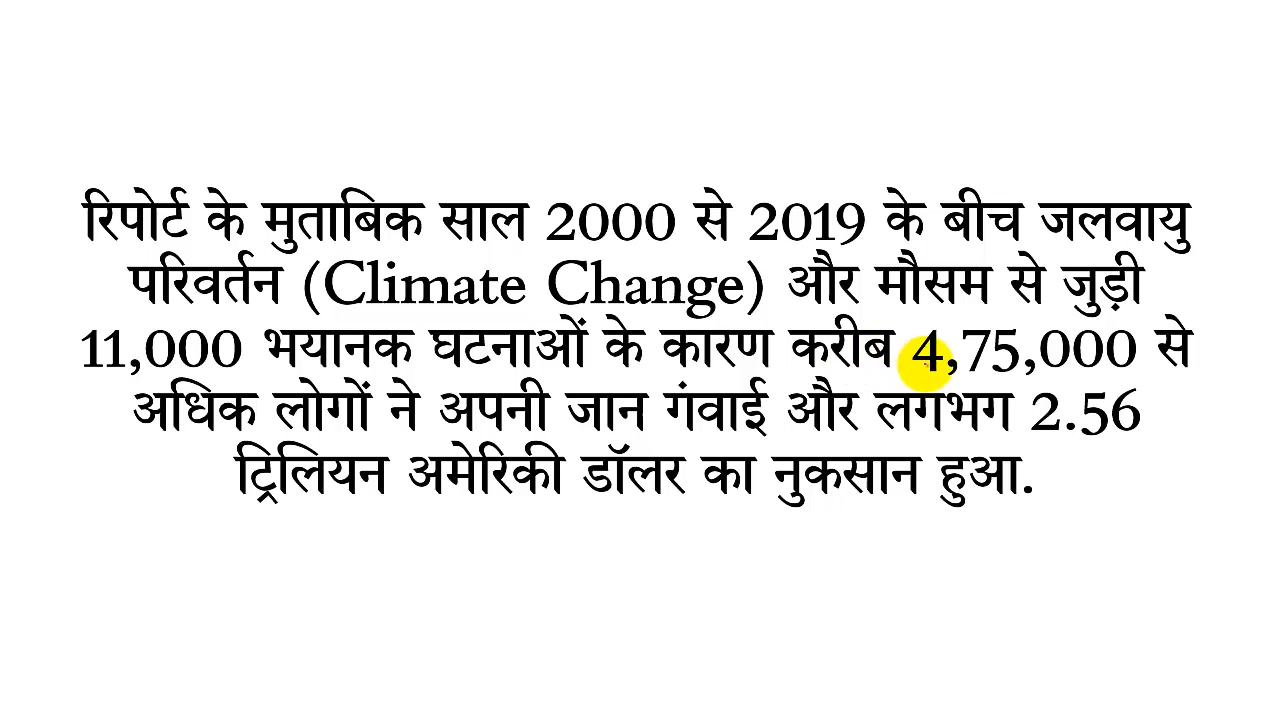 रिपोर्ट के मुताबिक साल 2000 से 2019 के बीच जलवायु
परिवर्तन (Climate Change) और मौसम से जुड़ी
11,000 भयानक घटनाओं के कारण करीब 4,75,000 से
अधिक लोगों ने अपनी जान गंवाई और लगभग 2.56
ट्रिलियन अमेरिकी डॉलर का नुकसान हुआ.